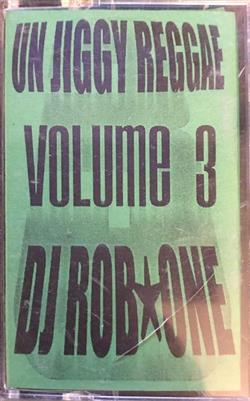 UN JIGGY REGGAE
VOLUME 3
DJ ROB★ONE